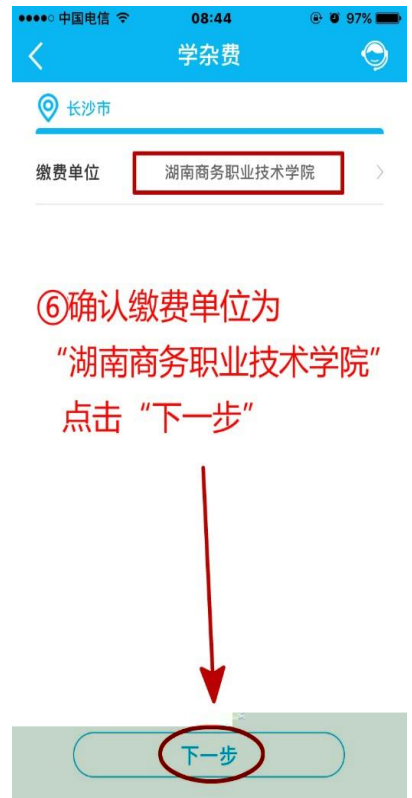 中国电信 08:44 97%
学杂费
长沙市
缴费单位 湖南商务职业技术学院
⑥确认缴费单位为
“湖南商务职业技术学院”
点击“下一步”
下一步